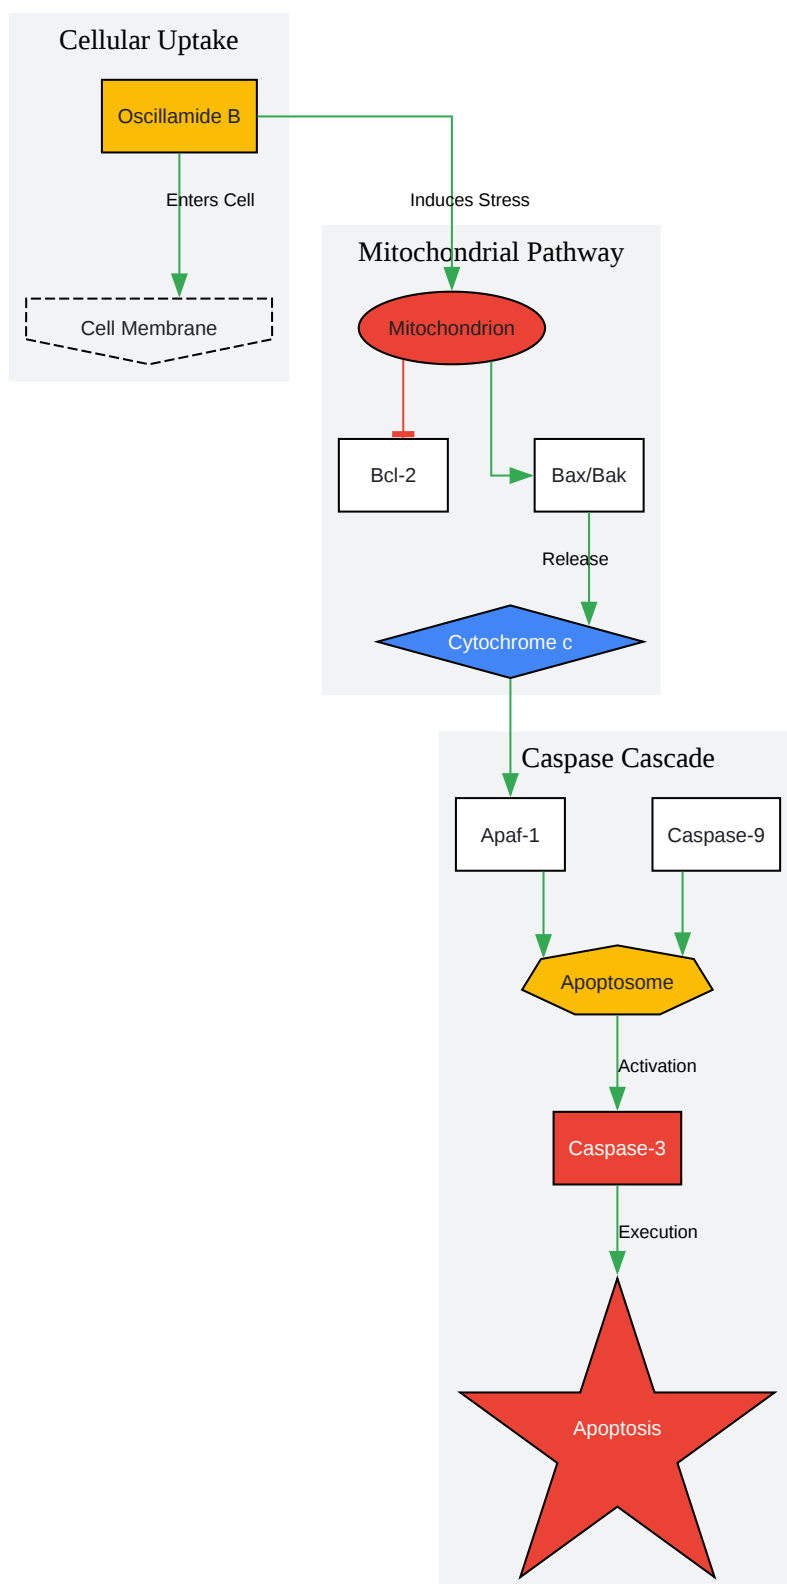 Cellular Uptake
Oscillamide B
Enters Cell
Induces Stress
Mitochondrial Pathway
Cell Membrane
Mitochondrion
Bcl-2
Bax/Bak
Release
Cytochrome c
Caspase Cascade
Apaf-1
Caspase-9
Apoptosome
Activation
Caspase-3
Execution
Apoptosis